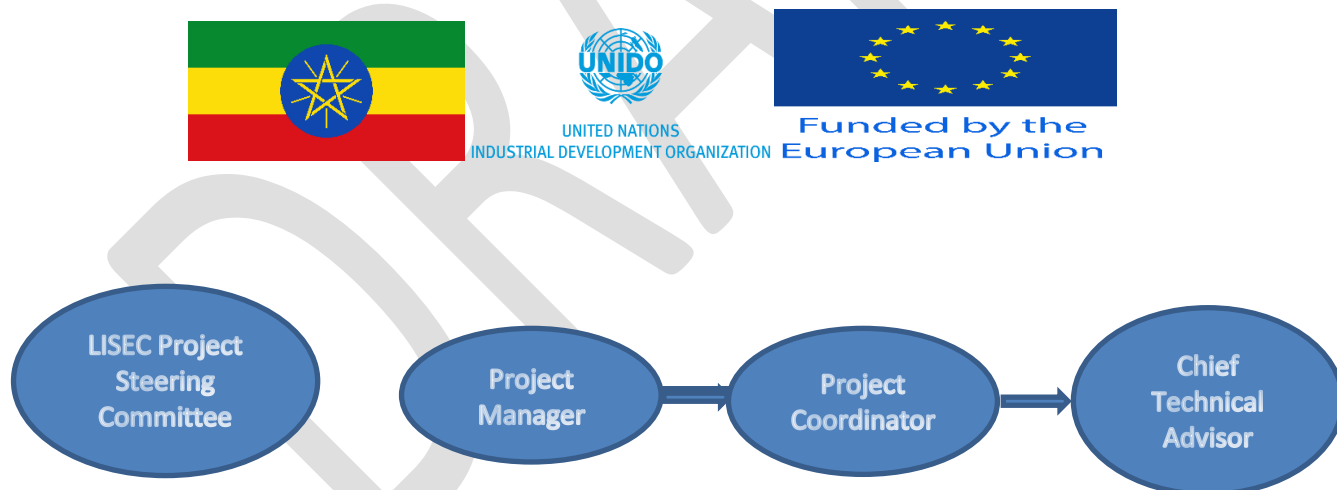 UNIDO
UNITED NATIONS
INDUSTRIAL DEVELOPMENT ORGANIZATION
Funded by the
European Union
LISEC Project
Steering
Committee
Project
Manager
Project
Coordinator
Chief
Technical
Advisor